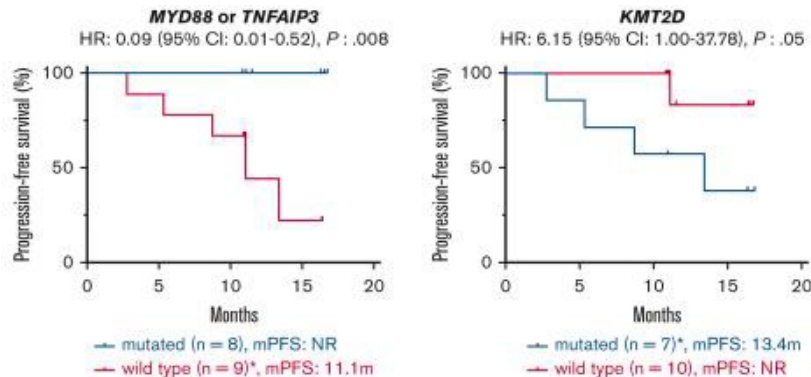 MYD88 or TNFAIP3
HR: 0.09 (95% CI: 0.01-0.52), P : .008
Progression-free survival (%)
100
50
0
0 5 10 15 20
Months
mutated (n = 8), mPFS: NR
wild type (n = 9)*, mPFS: 11.1m
KMT2D
HR: 6.15 (95% CI: 1.00-37.78), P : .05
Progression-free survival (%)
100
50
0
0 5 10 15 20
Months
mutated (n = 7)*, mPFS: 13.4m
wild type (n = 10), mPFS: NR